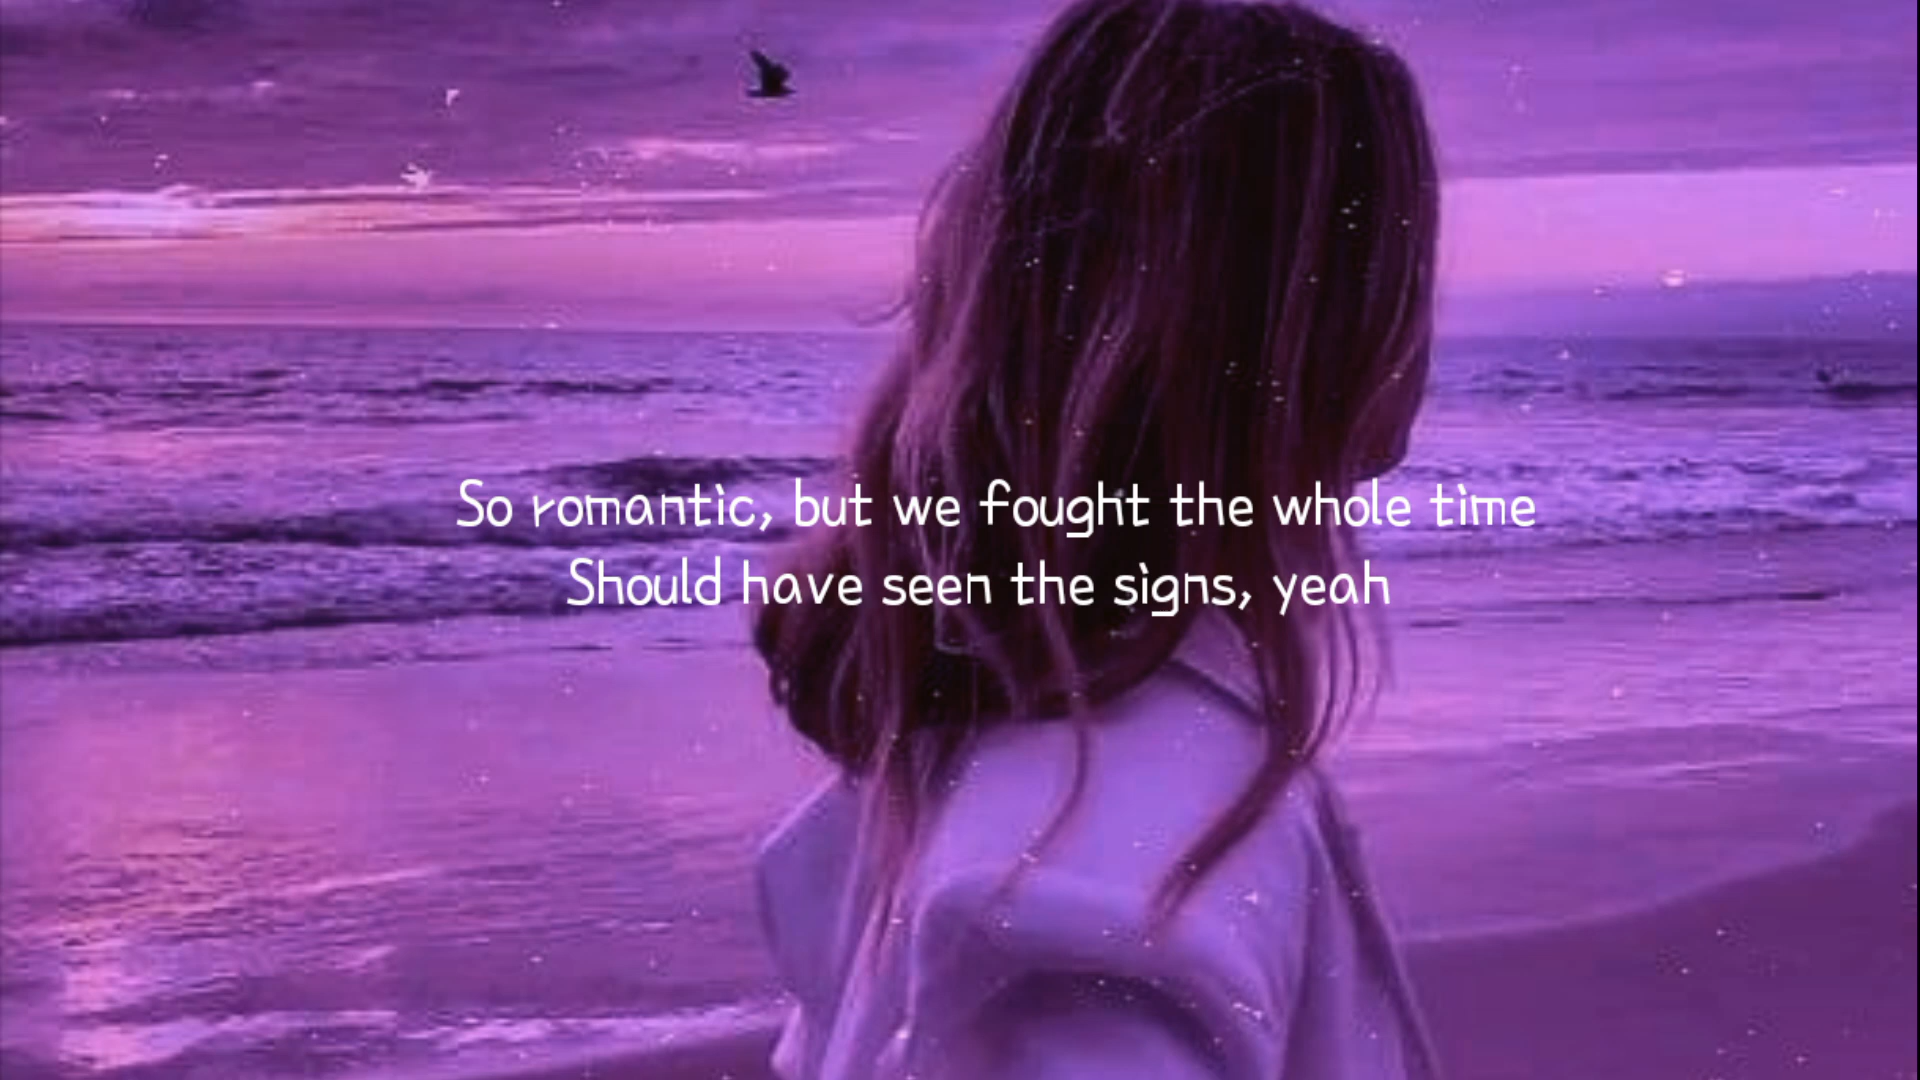 So romantic, but we fought the whole time
Should have seen the signs, yeah